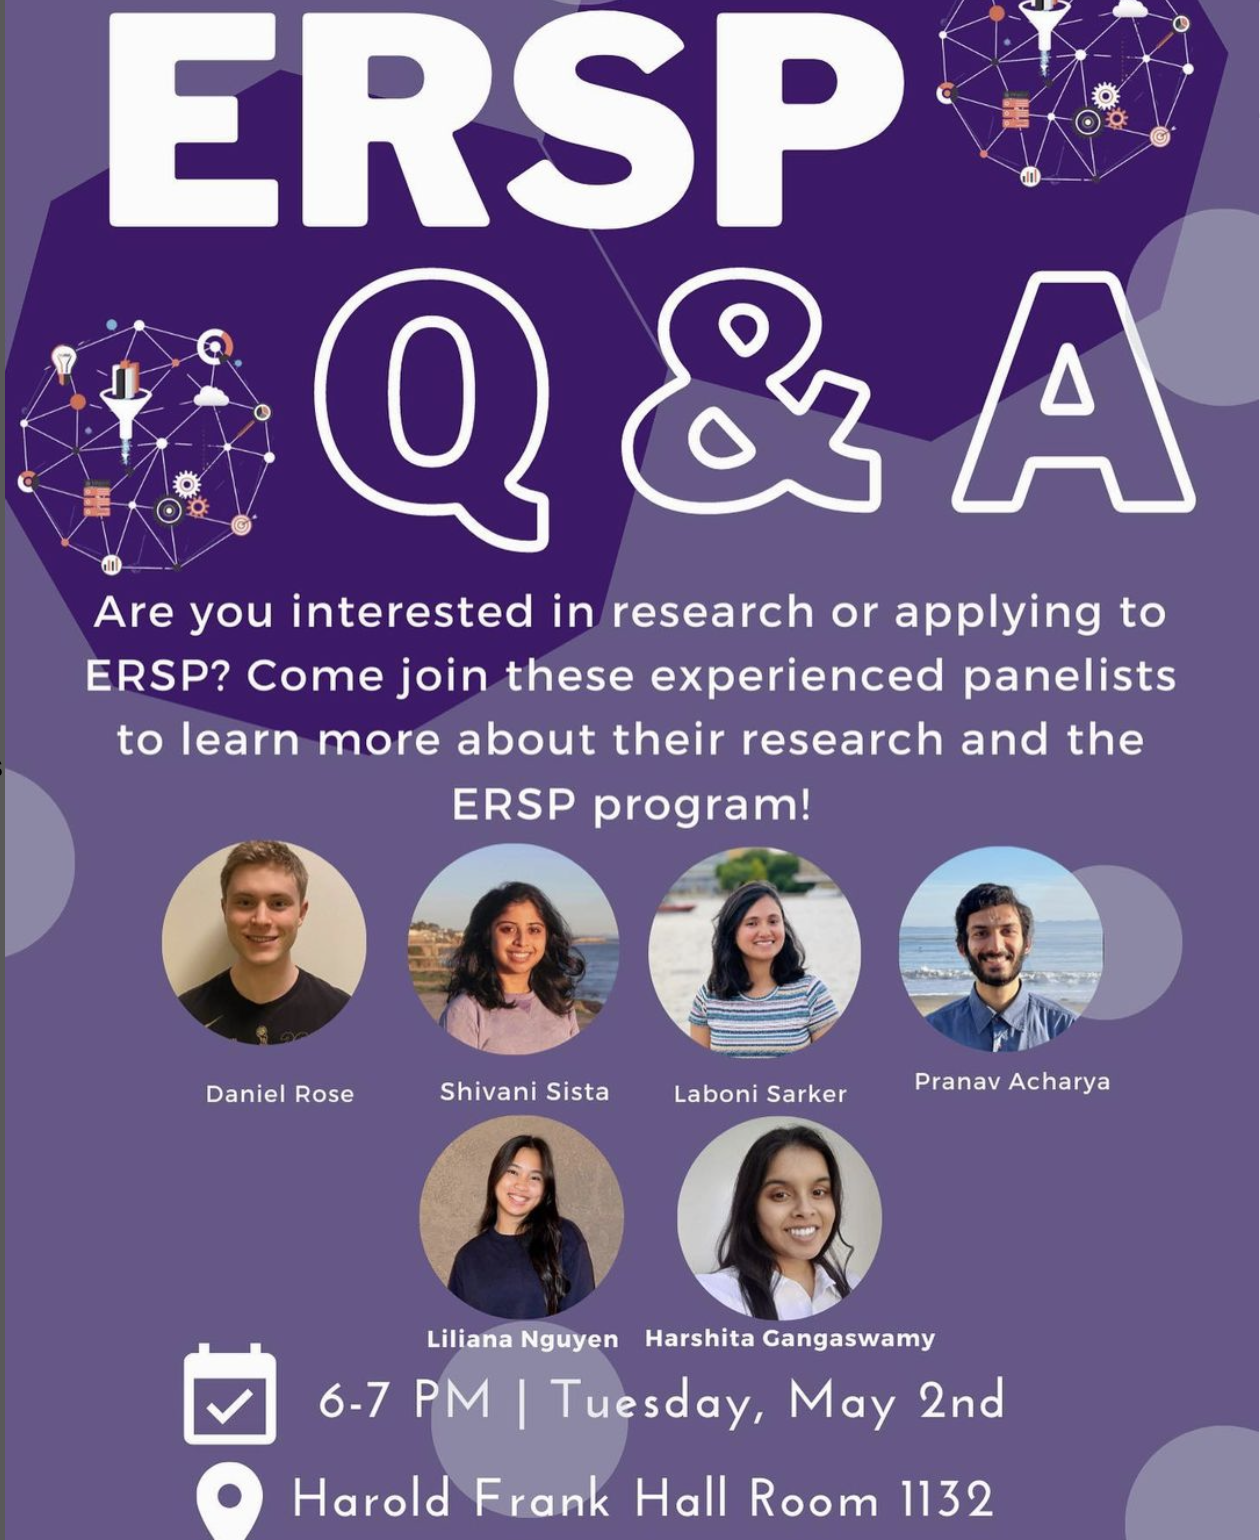 ERSP
Q & A
Are you interested in research or applying to
ERSP? Come join these experienced panelists
to learn more about their research and the
ERSP program!
Daniel Rose
Shivani Sista
Laboni Sarker
Pranav Acharya
Liliana Nguyen
Harshita Gangaswamy
6-7 PM | Tuesday, May 2nd
Harold Frank Hall Room 1132